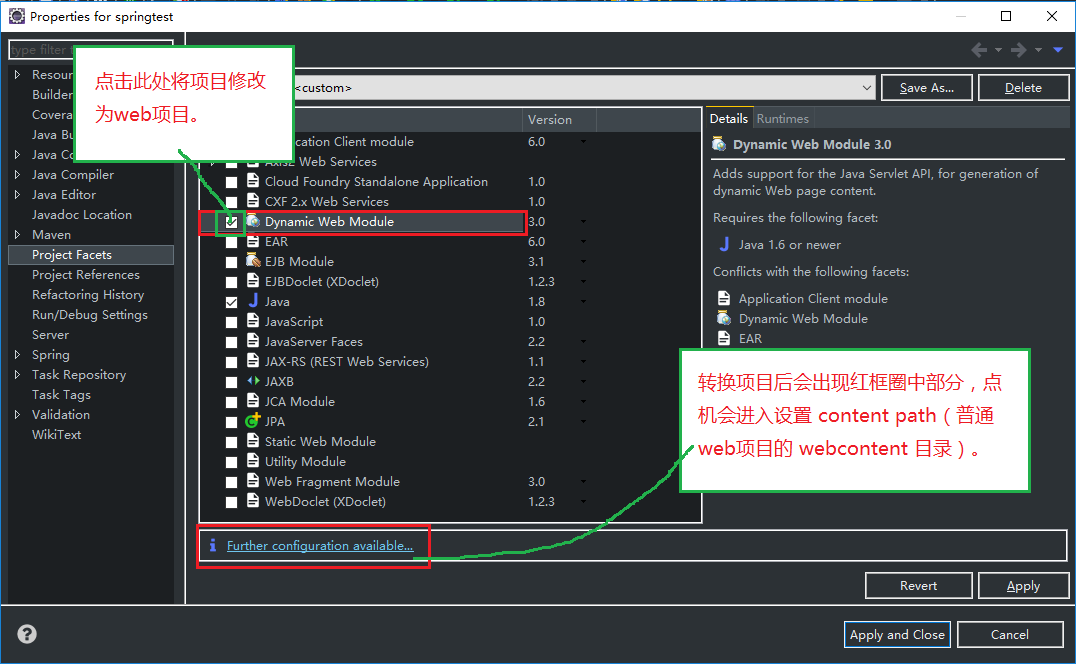 Properties for springtest
type filter
点击此处将项目修改
为web项目。
Resour
Builder
Covera
Java Bu
Java Co
Java Compiler
Java Editor
Javadoc Location
Maven
Project Facets
Project References
Refactoring History
Run/Debug Settings
Server
Spring
Task Repository
Task Tags
Validation
WikiText
<custom>
Save As...
Delete
Version
cation Client module 6.0
Axis2 Web Services
Cloud Foundry Standalone Application 1.0
CXF 2.x Web Services 1.0
Dynamic Web Module 3.0
EAR 6.0
EJB Module 3.1
EJBDoclet (XDoclet) 1.2.3
Java 1.8
JavaScript 1.0
JavaServer Faces 2.2
JAX-RS (REST Web Services) 1.1
JAXB 2.2
JCA Module 1.6
JPA 2.1
Static Web Module
Utility Module
Web Fragment Module 3.0
WebDoclet (XDoclet) 1.2.3
Details Runtimes
Dynamic Web Module 3.0
Adds support for the Java Servlet API, for generation of
dynamic Web page content.
Requires the following facet:
Java 1.6 or newer
Conflicts with the following facets:
Application Client module
Dynamic Web Module
EAR
转换项目后会出现红框圈中部分，点
机会进入设置 content path（普通
web项目的 webcontent 目录）。
Further configuration available...
Revert
Apply
Apply and Close
Cancel